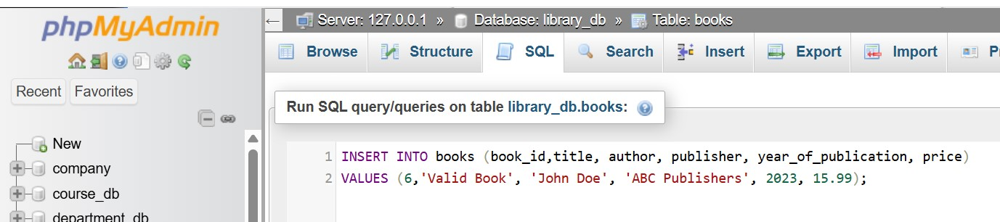 phpMyAdmin
Recent Favorites
New
company
course_db
department_db
← Server: 127.0.0.1 » Database: library_db » Table: books
Browse Structure SQL Search Insert Export Import
Run SQL query/queries on table library_db.books:
1 INSERT INTO books (book_id,title, author, publisher, year_of_publication, price)
2 VALUES (6,'Valid Book', 'John Doe', 'ABC Publishers', 2023, 15.99);